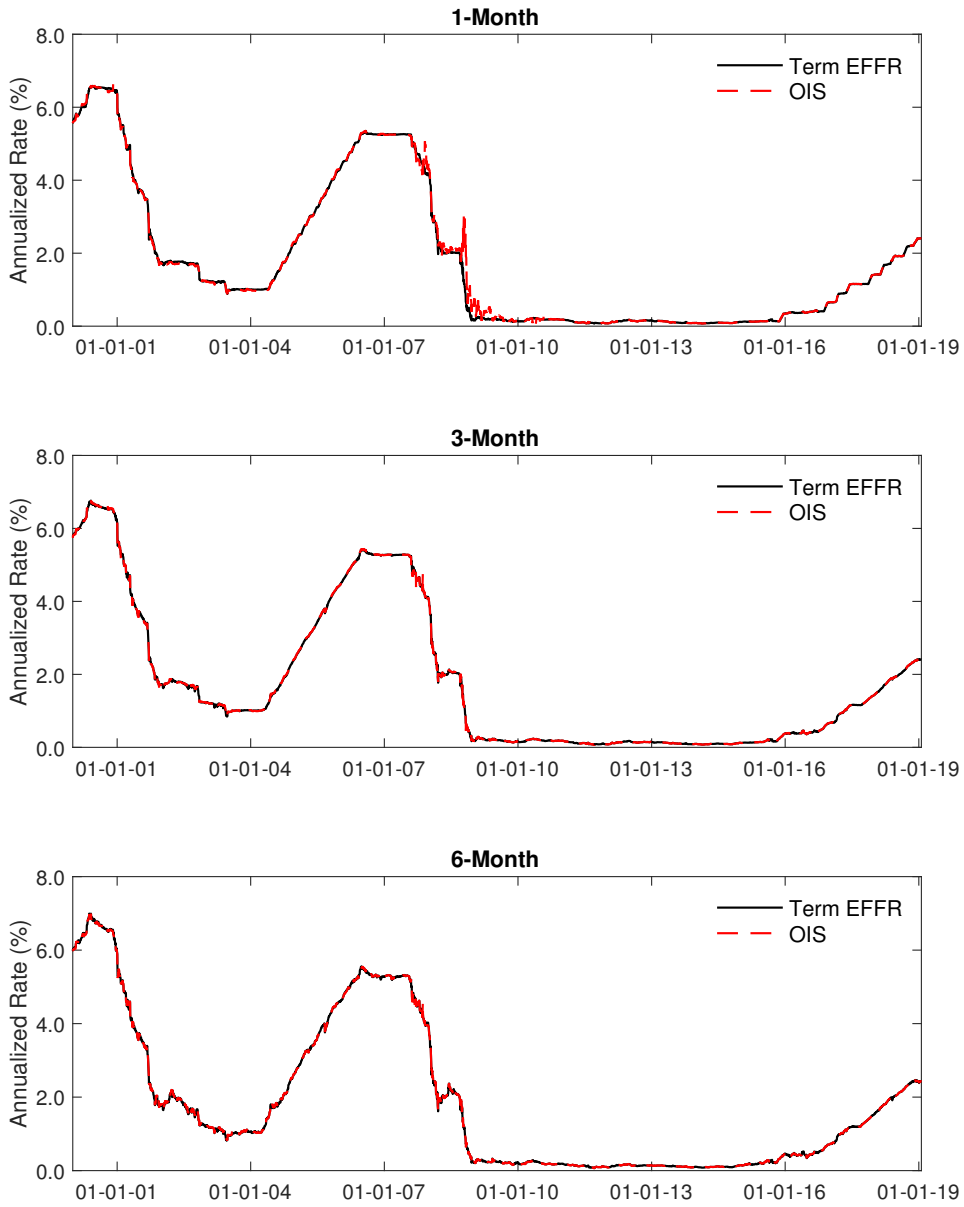 1-Month
8.0
6.0
4.0
2.0
0.0
Annualized Rate (%)
Term EFFR
OIS
01-01-01 01-01-04 01-01-07 01-01-10 01-01-13 01-01-16 01-01-19
3-Month
8.0
6.0
4.0
2.0
0.0
Annualized Rate (%)
Term EFFR
OIS
01-01-01 01-01-04 01-01-07 01-01-10 01-01-13 01-01-16 01-01-19
6-Month
8.0
6.0
4.0
2.0
0.0
Annualized Rate (%)
Term EFFR
OIS
01-01-01 01-01-04 01-01-07 01-01-10 01-01-13 01-01-16 01-01-19